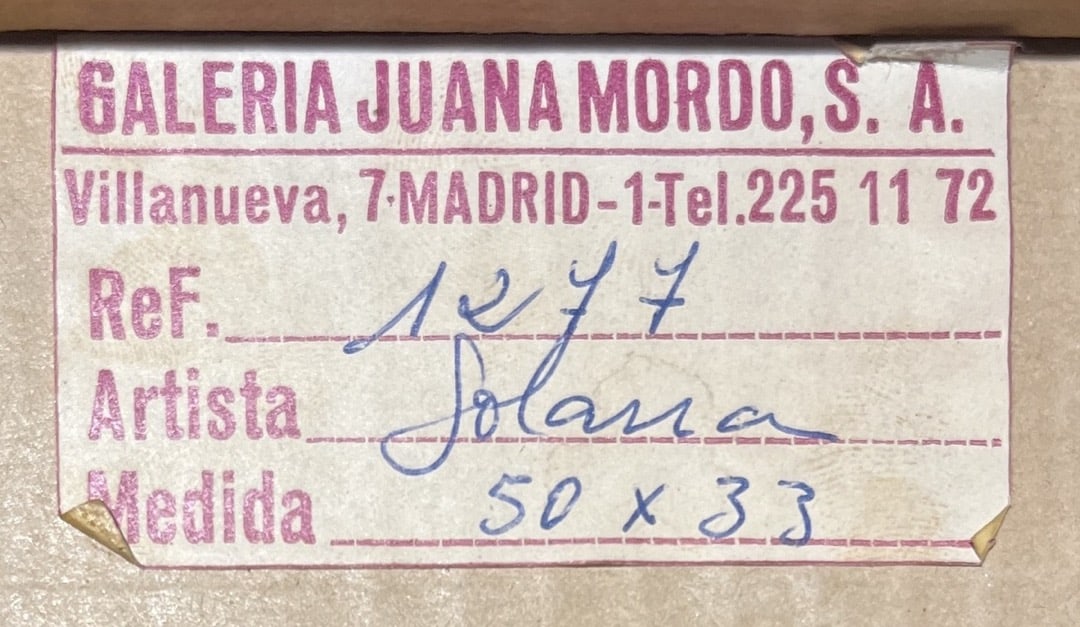 GALERIA JUANA MORDO, S. A.
Villanueva, 7-MADRID-1-Tel.225 11 72
Ref. 1277
Artista Solana
Medida 50 x 33